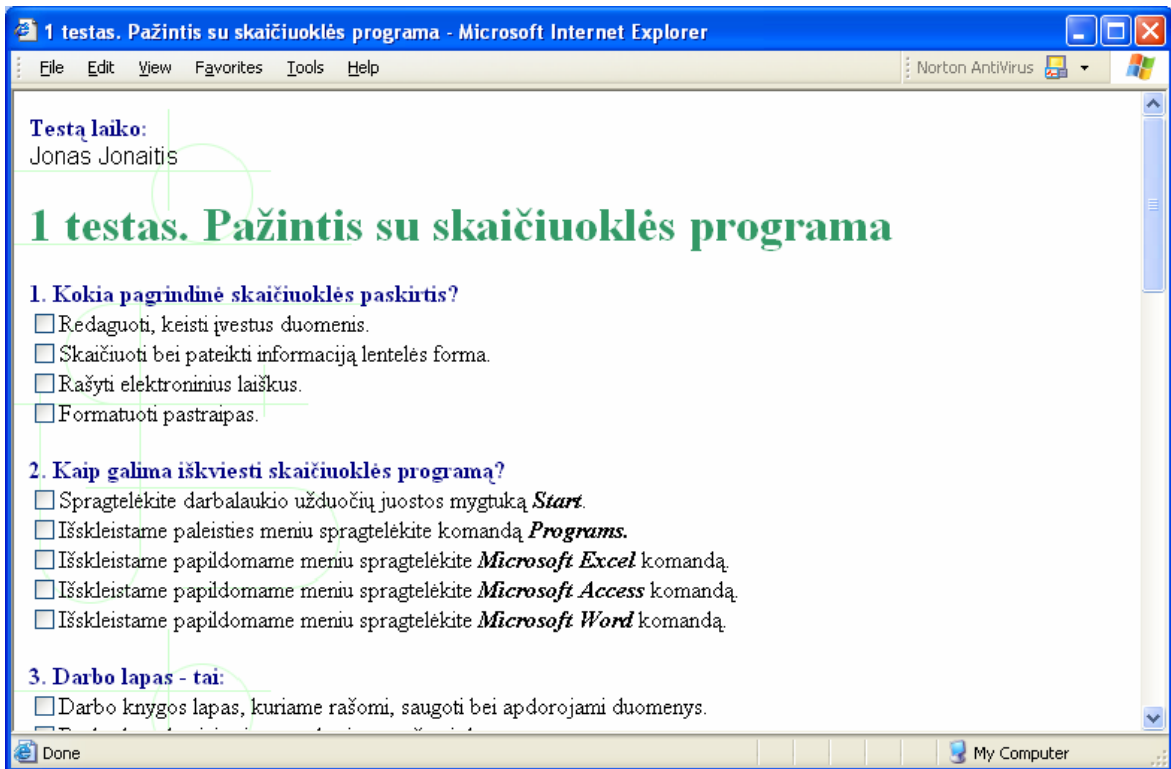 1 testas. Pažintis su skaičiuoklės programa - Microsoft Internet Explorer
File Edit View Favorites Tools Help Norton AntiVirus
Testą laiko:
Jonas Jonaitis
1 testas. Pažintis su skaičiuoklės programa
1. Kokia pagrindinė skaičiuoklės paskirtis?
Redaguoti, keisti įvestus duomenis.
Skaičiuoti bei pateikti informaciją lentelės forma.
Rašyti elektroninius laiškus.
Formatuoti pastraipas.
2. Kaip galima iškviesti skaičiuoklės programą?
Spragtelėkite darbalaukio užduočių juostos mygtuką Start.
Išskleistame paleisties meniu spragtelėkite komandą Programs.
Išskleistame papildomame meniu spragtelėkite Microsoft Excel komandą.
Išskleistame papildomame meniu spragtelėkite Microsoft Access komandą.
Išskleistame papildomame meniu spragtelėkite Microsoft Word komandą.
3. Darbo lapas - tai:
Darbo knygos lapas, kuriame rašomi, saugoti bei apdorojami duomenys.
Done My Computer